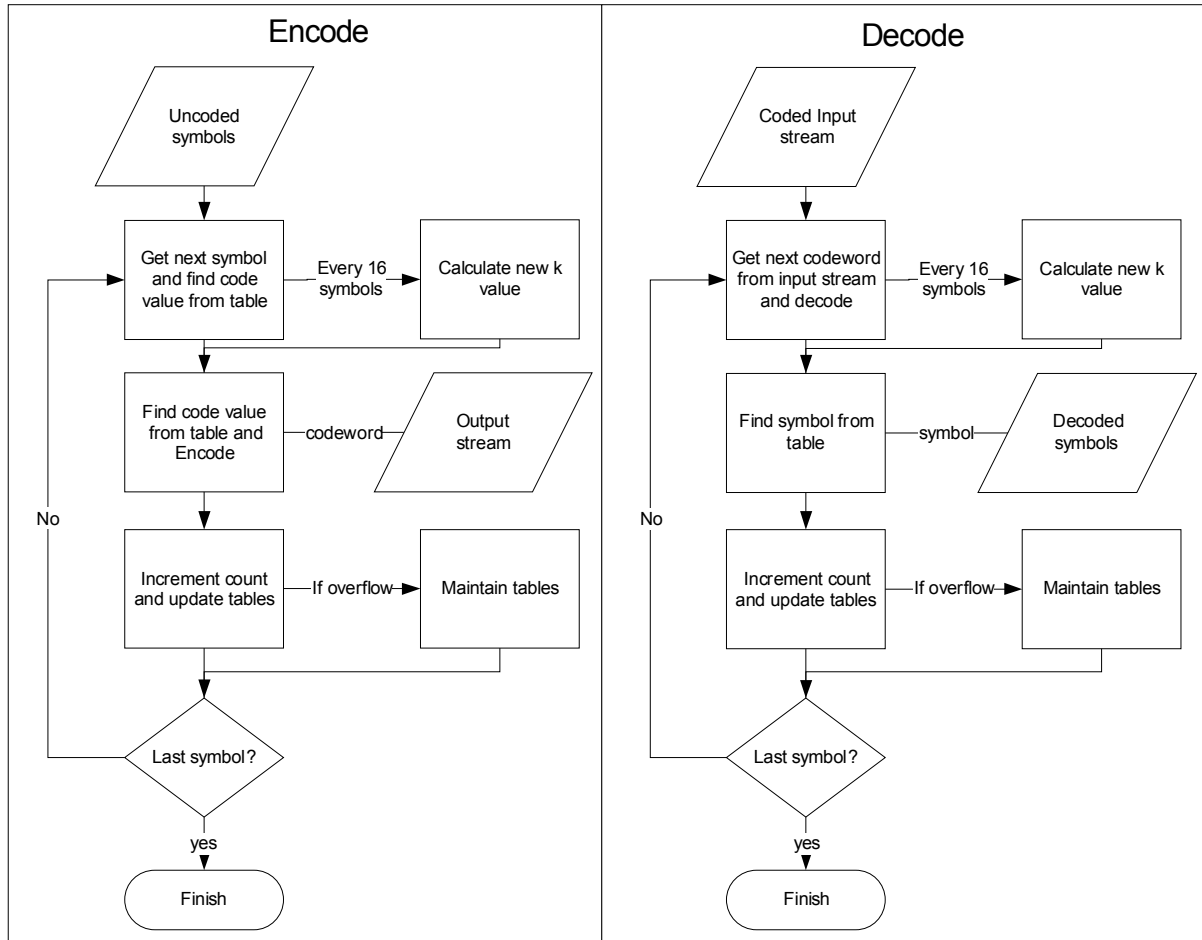 Encode
Uncoded
symbols
Get next symbol
and find code
value from table
Every 16
symbols
Calculate new k
value
Find code value
from table and
Encode
codeword
Output
stream
No
Increment count
and update tables
If overflow
Maintain tables
Last symbol?
yes
Finish
Decode
Coded Input
stream
Get next codeword
from input stream
and decode
Every 16
symbols
Calculate new k
value
Find symbol from
table
symbol
Decoded
symbols
No
Increment count
and update tables
If overflow
Maintain tables
Last symbol?
yes
Finish